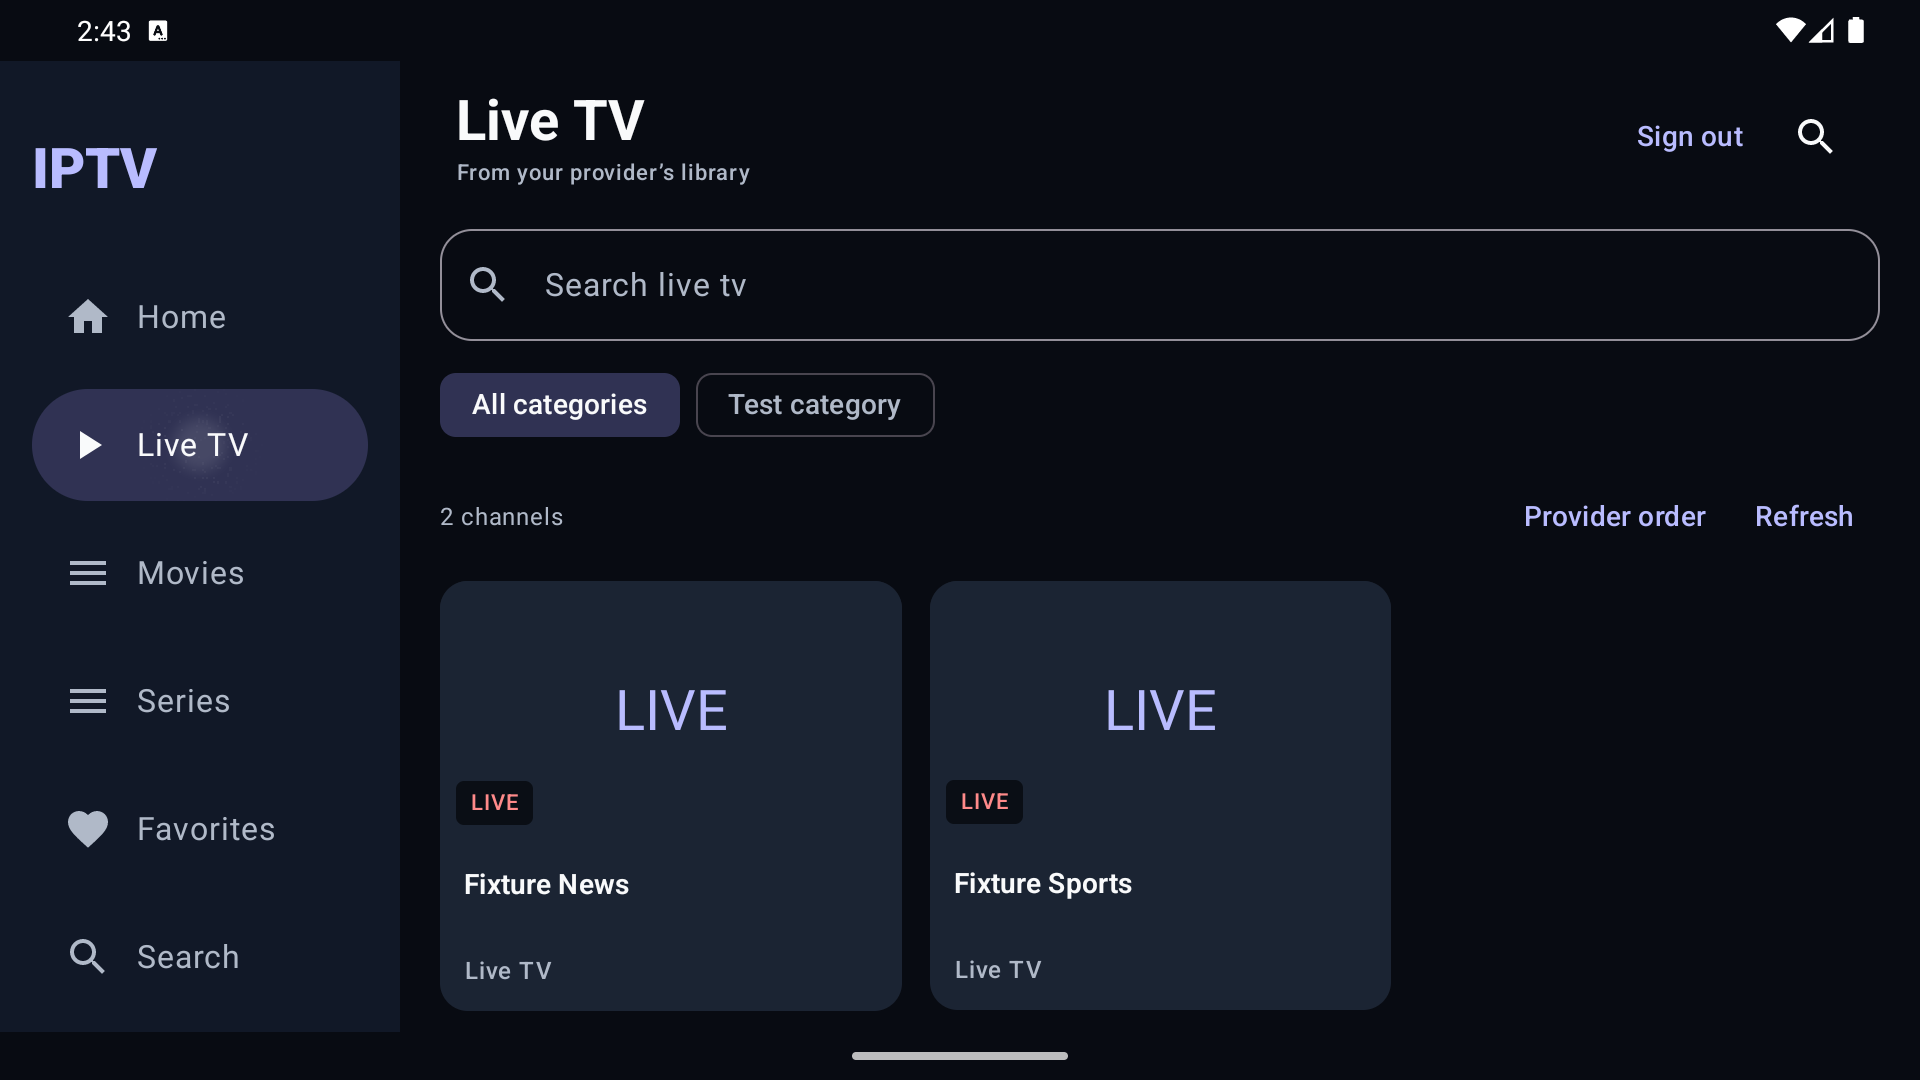 2:43
IPTV
Home
Live TV
Movies
Series
Favorites
Search
Live TV
From your provider’s library
Sign out
Search live tv
All categories
Test category
2 channels
Provider order
Refresh
LIVE
LIVE
Fixture News
Live TV
LIVE
LIVE
Fixture Sports
Live TV